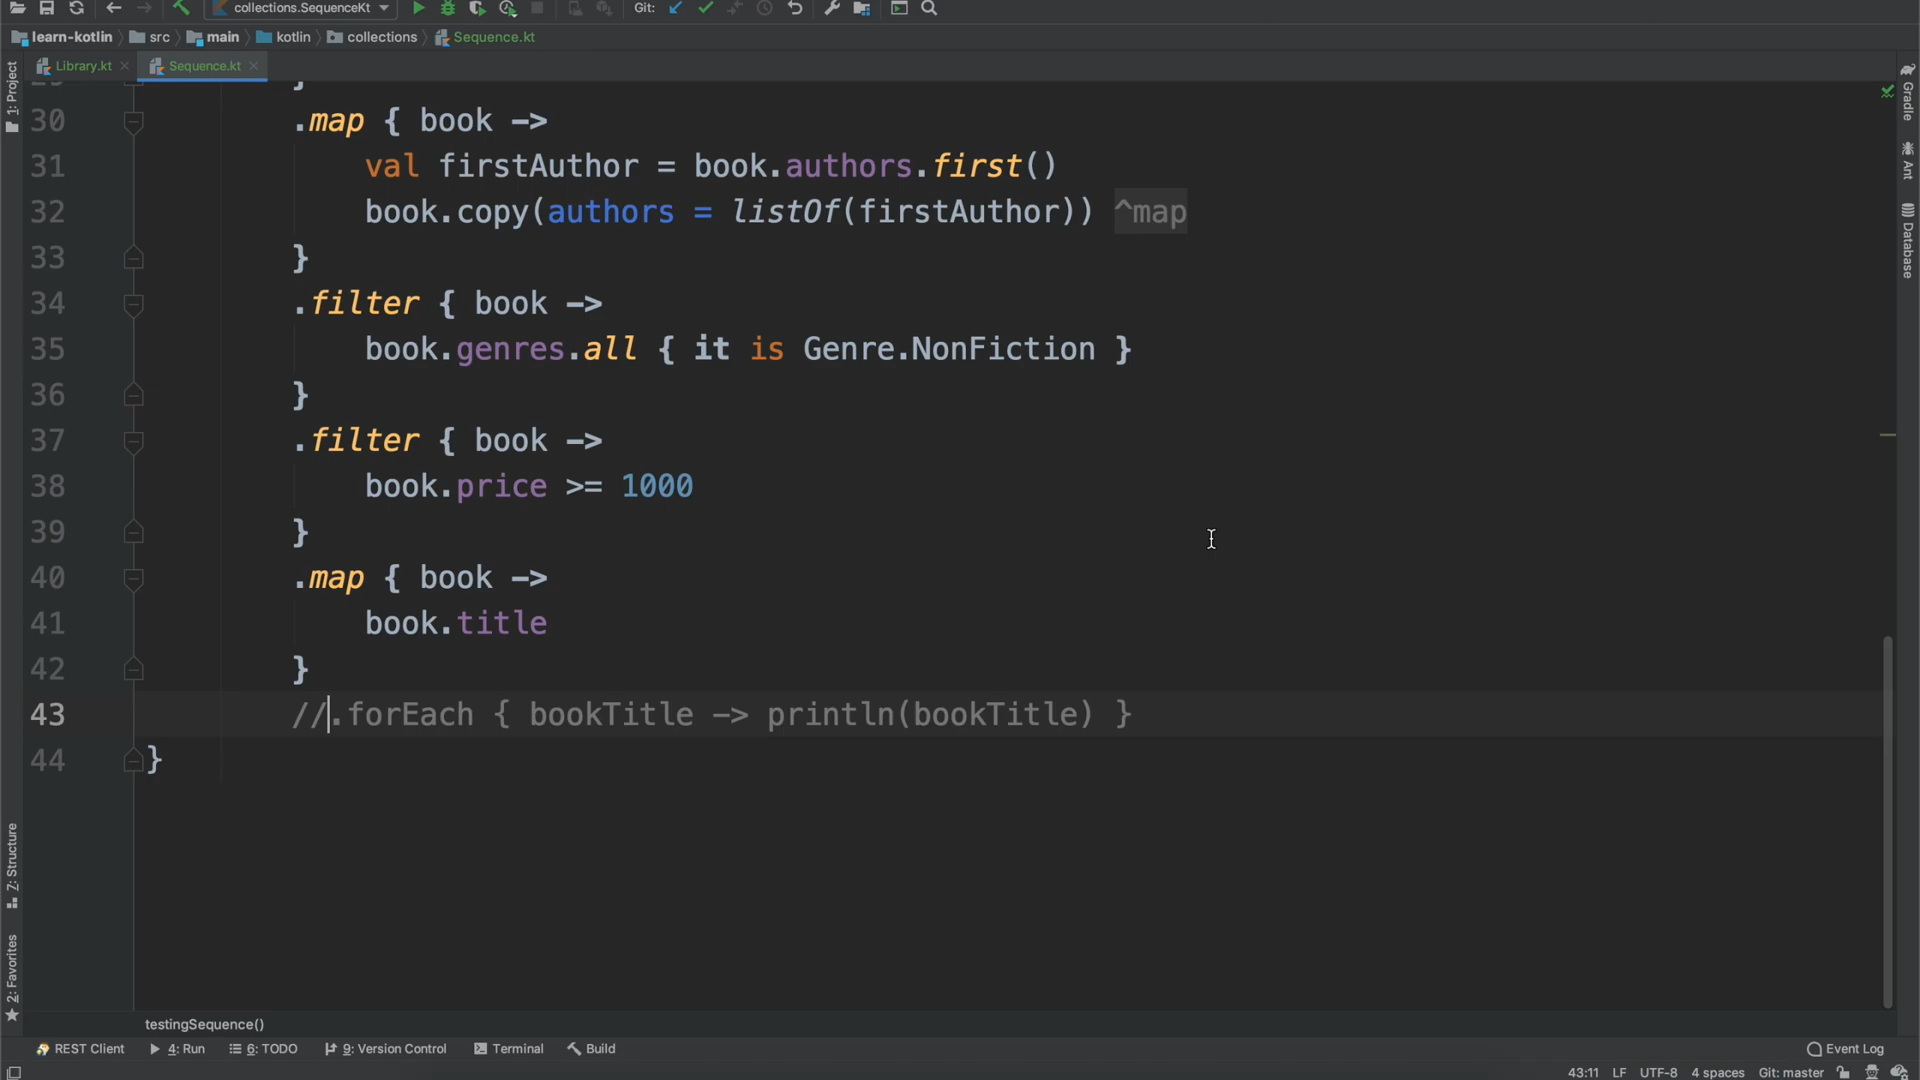 collections.SequenceKt
Git:
learn-kotlin
src
main
kotlin
collections
Sequence.kt
Library.kt
Sequence.kt
1: Project
30 .map { book ->
31 val firstAuthor = book.authors.first()
32 book.copy(authors = listOf(firstAuthor)) ^map
33 }
34 .filter { book ->
35 book.genres.all { it is Genre.NonFiction }
36 }
37 .filter { book ->
38 book.price >= 1000
39 }
40 .map { book ->
41 book.title
42 }
43 //.forEach { bookTitle -> println(bookTitle) }
44 }
Gradle
Ant
Database
Z: Structure
2: Favorites
testingSequence()
REST Client
4: Run
6: TODO
9: Version Control
Terminal
Build
Event Log
43:11
LF
UTF-8
4 spaces
Git: master